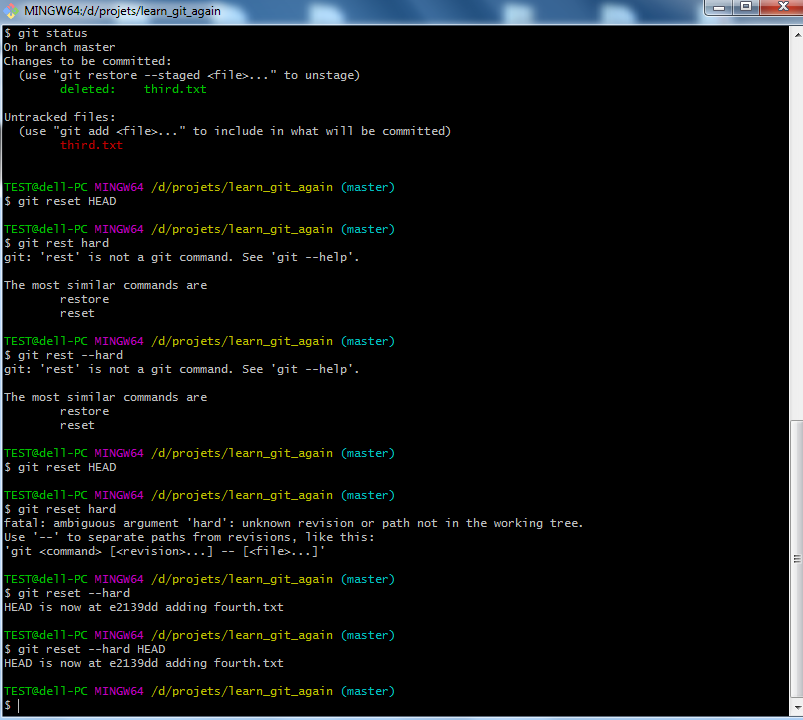 MINGW64:/d/projets/learn_git_again
$ git status
On branch master
Changes to be committed:
  (use "git restore --staged <file>..." to unstage)
        deleted:    third.txt

Untracked files:
  (use "git add <file>..." to include in what will be committed)
        third.txt

TEST@dell-PC MINGW64 /d/projets/learn_git_again (master)
$ git reset HEAD

TEST@dell-PC MINGW64 /d/projets/learn_git_again (master)
$ git rest hard
git: 'rest' is not a git command. See 'git --help'.

The most similar commands are
        restore
        reset

TEST@dell-PC MINGW64 /d/projets/learn_git_again (master)
$ git rest --hard
git: 'rest' is not a git command. See 'git --help'.

The most similar commands are
        restore
        reset

TEST@dell-PC MINGW64 /d/projets/learn_git_again (master)
$ git reset HEAD

TEST@dell-PC MINGW64 /d/projets/learn_git_again (master)
$ git reset hard
fatal: ambiguous argument 'hard': unknown revision or path not in the working tree.
Use '--' to separate paths from revisions, like this:
'git <command> [<revision>...] -- [<file>...]'

TEST@dell-PC MINGW64 /d/projets/learn_git_again (master)
$ git reset --hard
HEAD is now at e2139dd adding fourth.txt

TEST@dell-PC MINGW64 /d/projets/learn_git_again (master)
$ git reset --hard HEAD
HEAD is now at e2139dd adding fourth.txt

TEST@dell-PC MINGW64 /d/projets/learn_git_again (master)
$